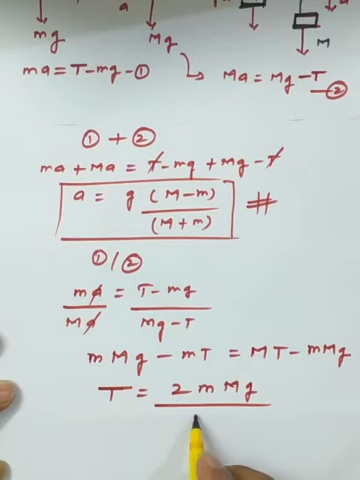 a
mg
Mg
M
ma = T - mg - ①
Ma = Mg - T - ②
① + ②
ma + Ma = T - mg + Mg - T
a = g (M - m) / (M + m) #
① / ②
ma / Ma = T - mg / Mg - T
mMg - mT = MT - mMg
T = 2mMg